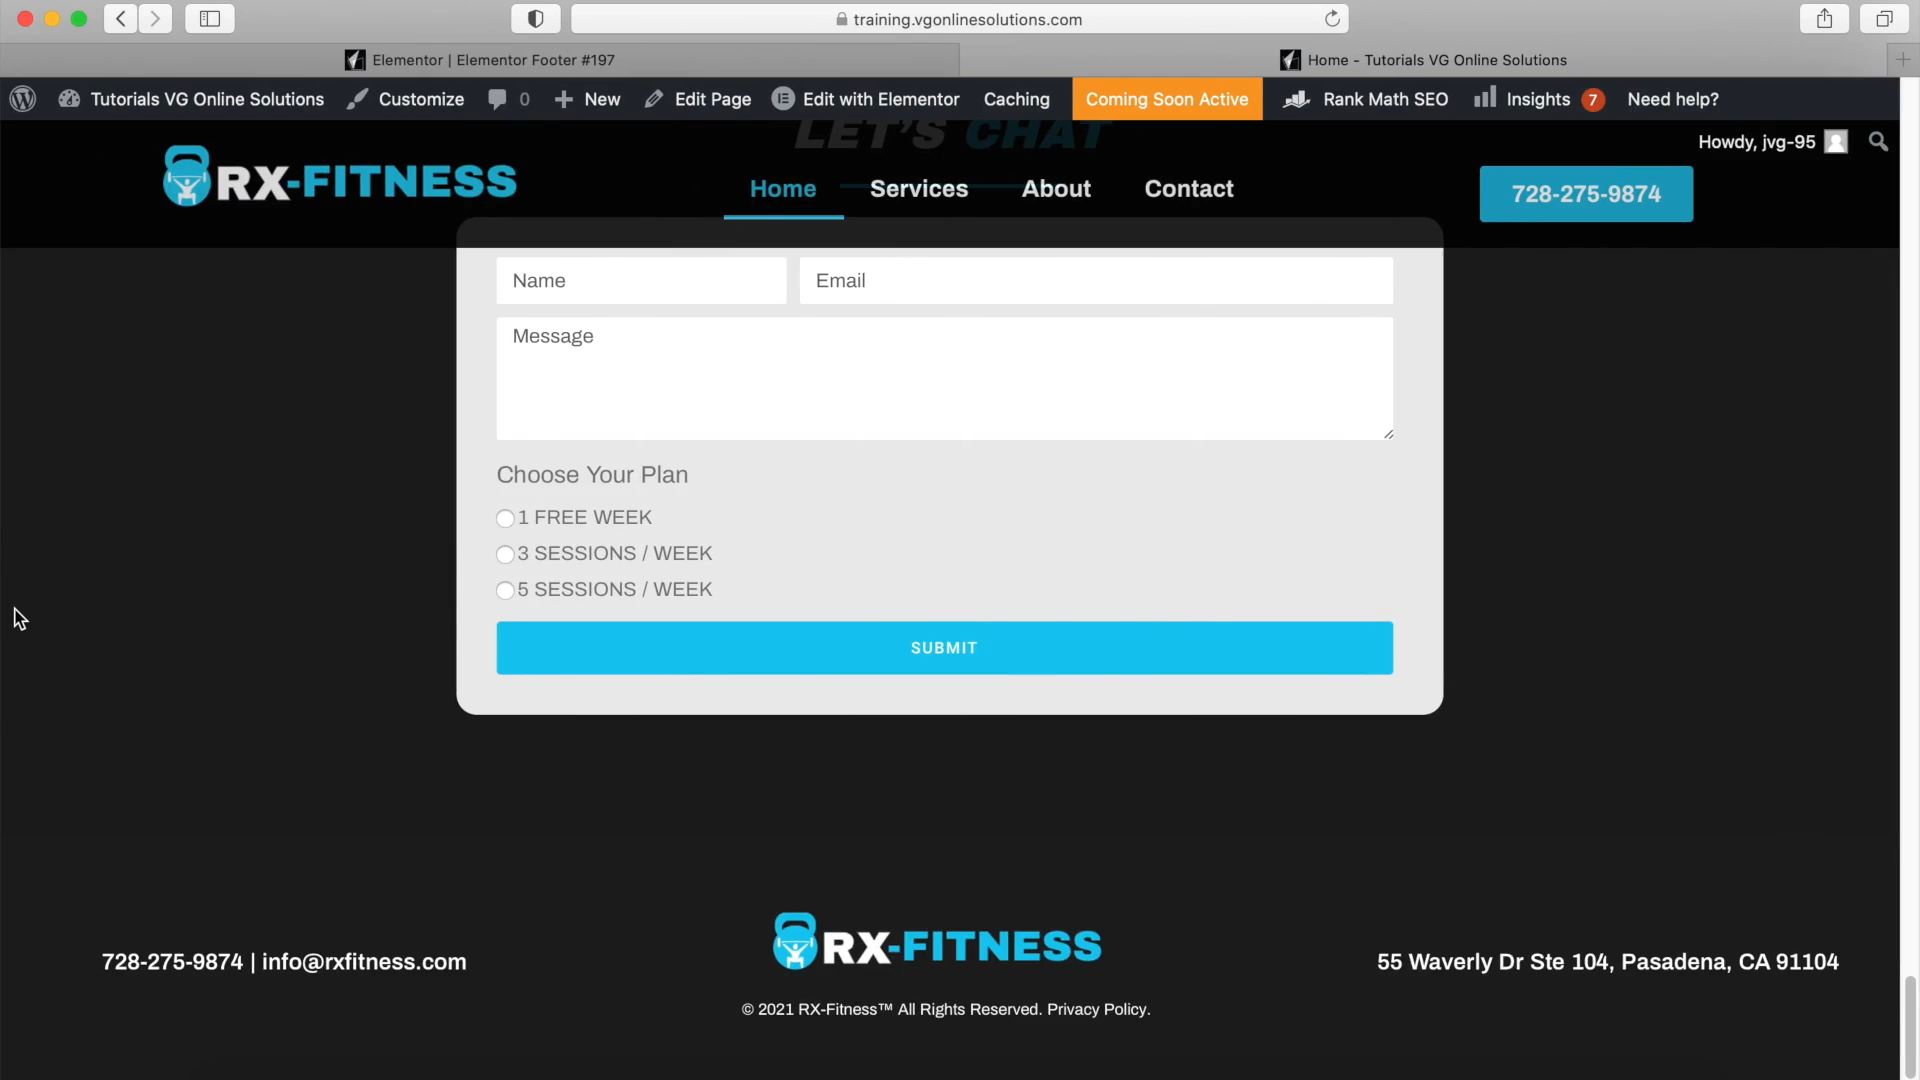 training.vgonlinesolutions.com
Elementor | Elementor Footer #197
Home - Tutorials VG Online Solutions
Tutorials VG Online Solutions Customize 0 New Edit Page Edit with Elementor Caching Coming Soon Active Rank Math SEO Insights 7 Need help?
LET'S CHAT
Howdy, jvg-95
RX-FITNESS
Home Services About Contact
728-275-9874
Name
Email
Message
Choose Your Plan
1 FREE WEEK
3 SESSIONS / WEEK
5 SESSIONS / WEEK
SUBMIT
728-275-9874 | info@rxfitness.com
RX-FITNESS
55 Waverly Dr Ste 104, Pasadena, CA 91104
© 2021 RX-Fitness™ All Rights Reserved. Privacy Policy.